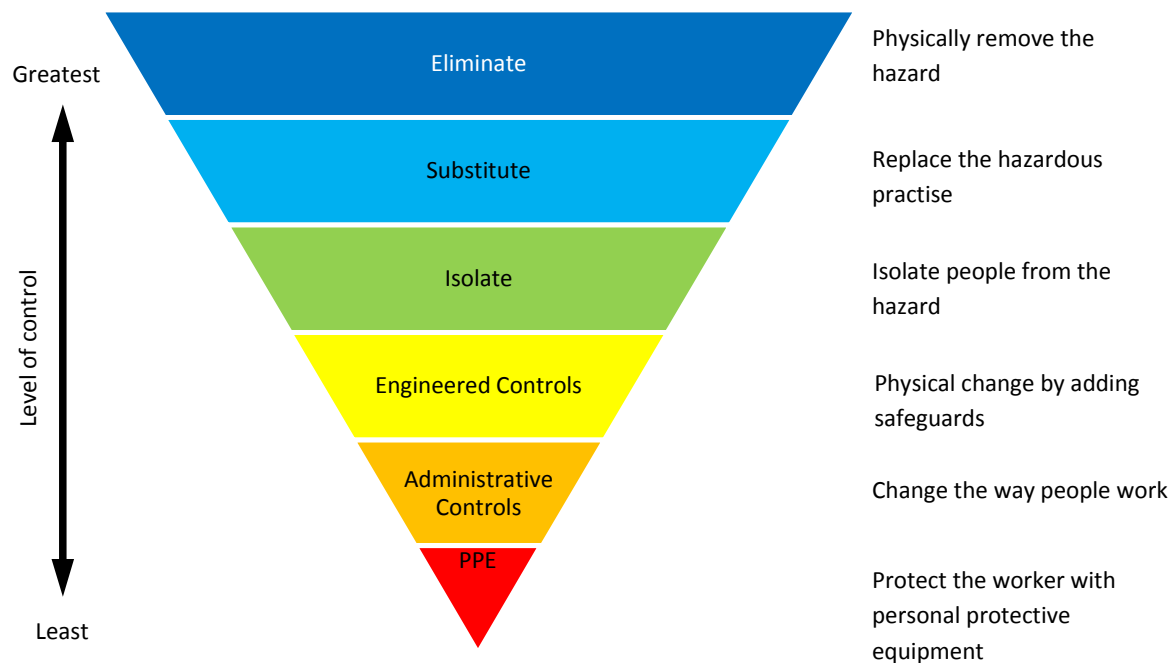 Greatest
Level of control
Least
Eliminate
Substitute
Isolate
Engineered Controls
Administrative
Controls
PPE
Physically remove the
hazard
Replace the hazardous
practise
Isolate people from the
hazard
Physical change by adding
safeguards
Change the way people work
Protect the worker with
personal protective
equipment